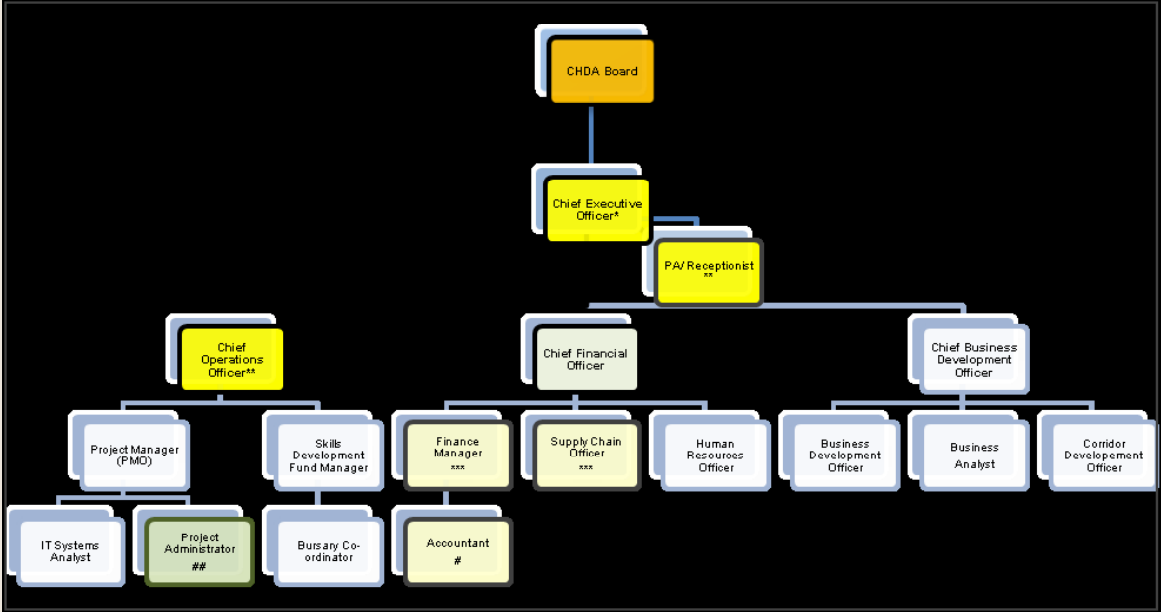 CHDA Board
Chief Executive
Officer*
PA/ Receptionist
**
Chief
Operations
Officer**
Chief Financial
Officer
Chief Business
Development
Officer
Project Manager
(PMO)
Skills
Development
Fund Manager
Finance
Manager
***
Supply Chain
Officer
***
Human
Resources
Officer
Business
Development
Officer
Business
Analyst
Corridor
Developement
Officer
IT Systems
Analyst
Project
Administrator
##
Bursary Co-
ordinator
Accountant
#